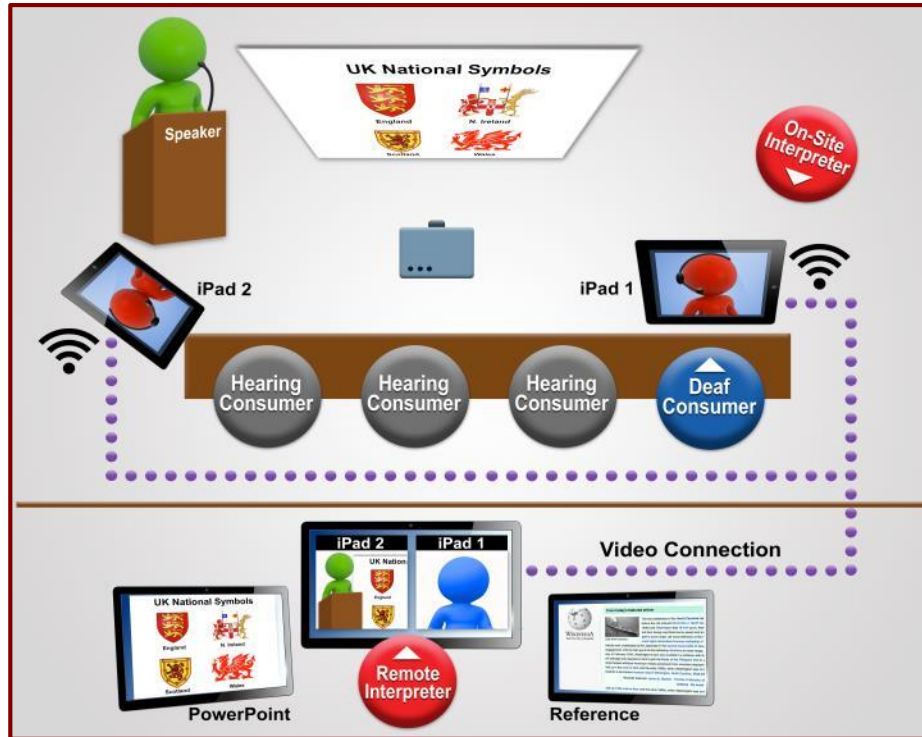 UK National Symbols
England
N. Ireland
Scotland
Wales
Speaker
On-Site
Interpreter
iPad 2
iPad 1
Hearing
Consumer
Hearing
Consumer
Hearing
Consumer
Deaf
Consumer
iPad 2
iPad 1
UK Nation
England
Video Connection
UK National Symbols
England
N. Ireland
Scotland
Wales
PowerPoint
Remote
Interpreter
WIKIPEDIA
Reference